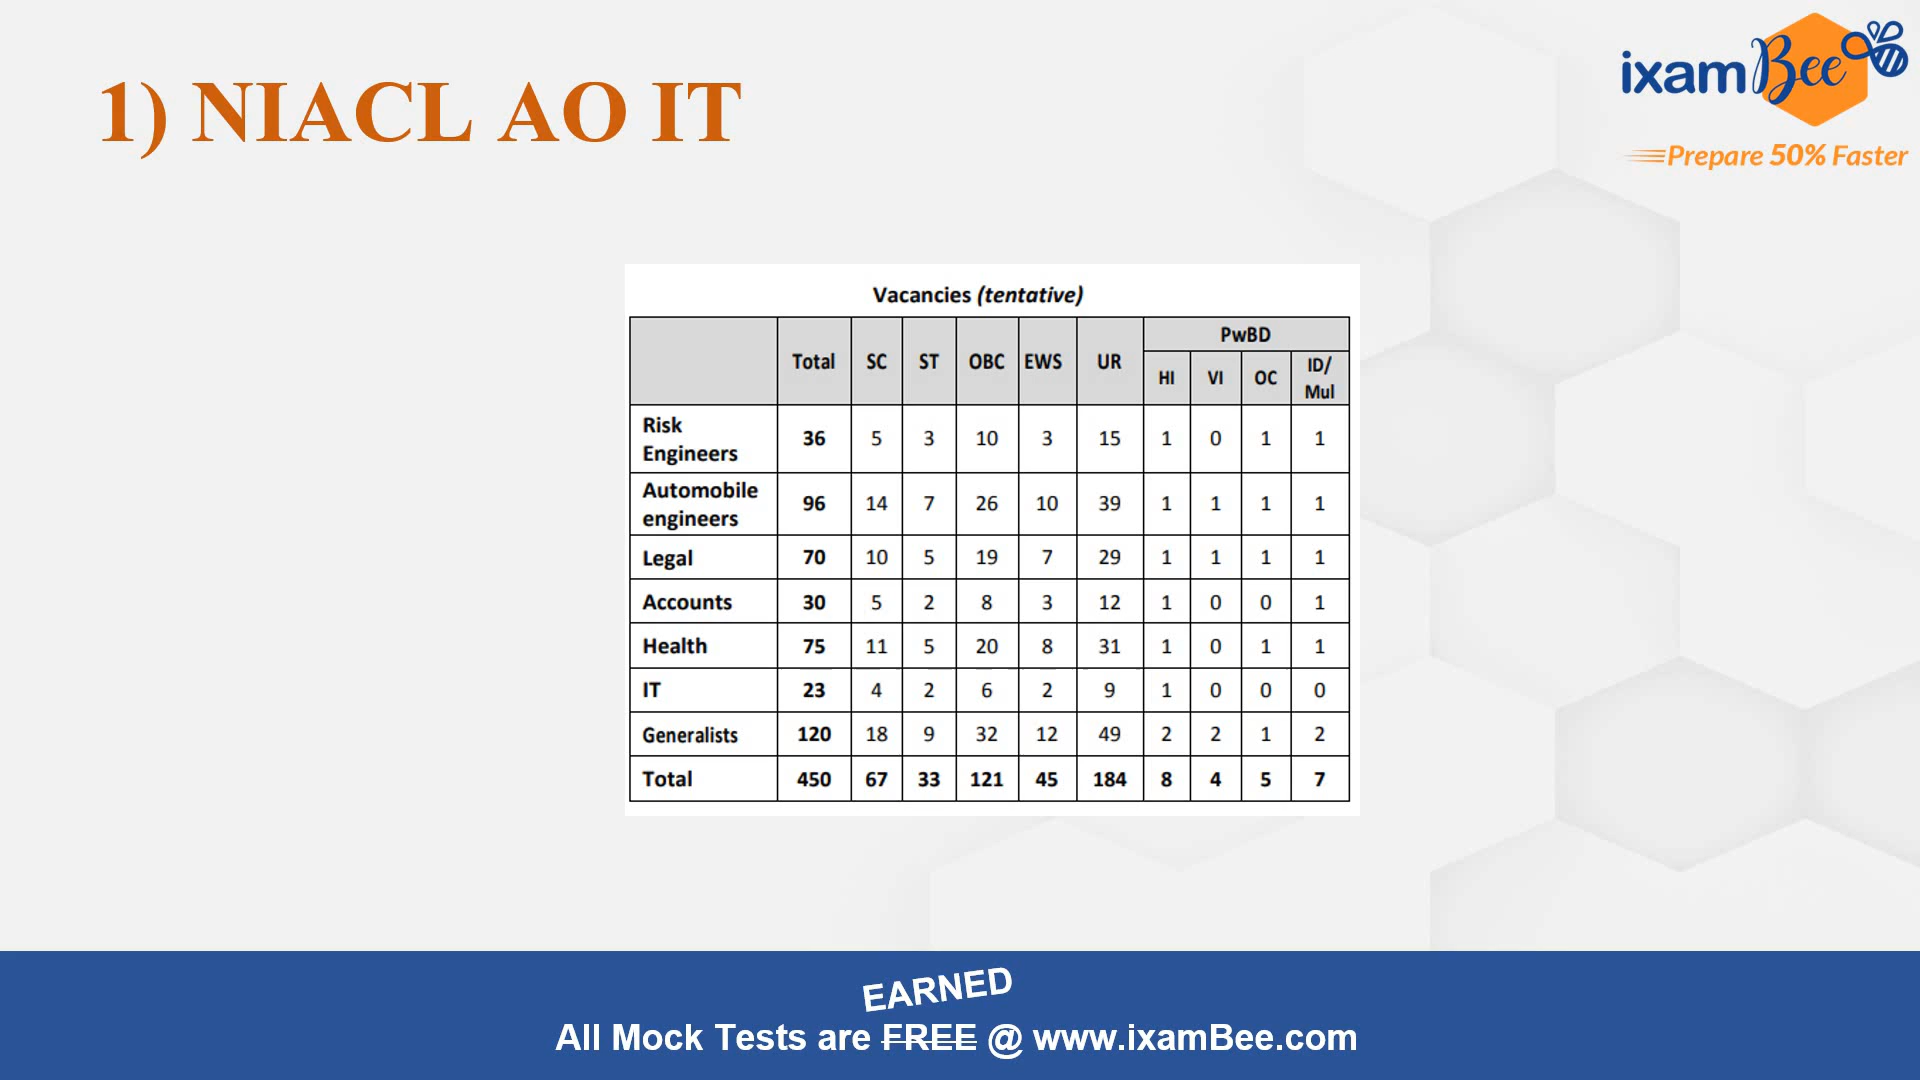 1) NIACL AO IT
ixamBee
Prepare 50% Faster
Vacancies (tentative)
Total SC ST OBC EWS UR PwBD
HI VI OC ID/ Mul
Risk Engineers 36 5 3 10 3 15 1 0 1 1
Automobile engineers 96 14 7 26 10 39 1 1 1 1
Legal 70 10 5 19 7 29 1 1 1 1
Accounts 30 5 2 8 3 12 1 0 0 1
Health 75 11 5 20 8 31 1 0 1 1
IT 23 4 2 6 2 9 1 0 0 0
Generalists 120 18 9 32 12 49 2 2 1 2
Total 450 67 33 121 45 184 8 4 5 7
EARNED
All Mock Tests are FREE @ www.ixamBee.com